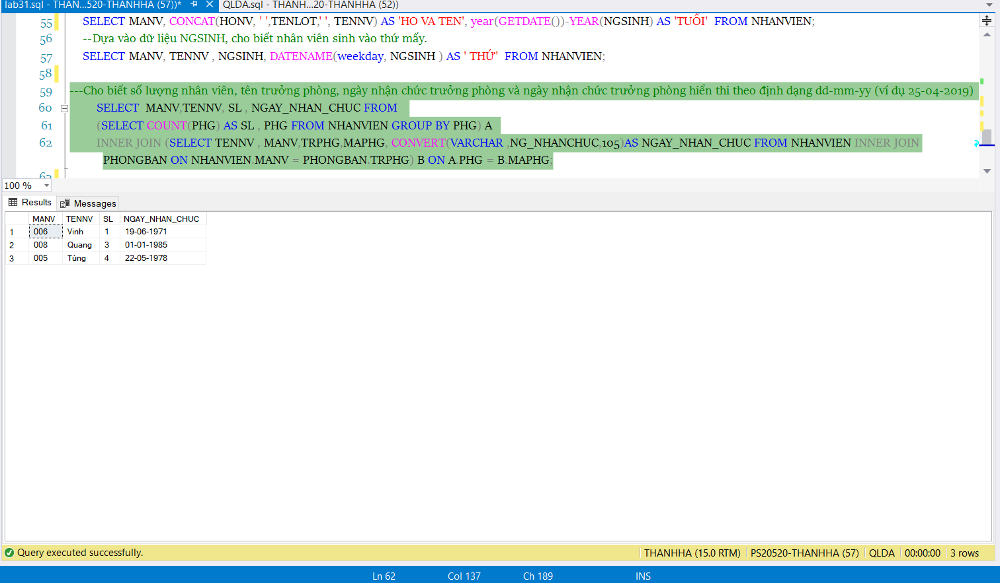 lab31.sql - THAN...520-THANHHA (57))*
QLDA.sql - THANH...20-THANHHA (52))
55 SELECT MANV, CONCAT(HONV, ' ',TENLOT,' ', TENNV) AS 'HO VA TEN', year(GETDATE())-YEAR(NGSINH) AS 'TUỔI' FROM NHANVIEN;
56 --Dựa vào dữ liệu NGSINH, cho biết nhân viên sinh vào thứ mấy.
57 SELECT MANV, TENNV , NGSINH, DATENAME(weekday, NGSINH ) AS ' THỨ' FROM NHANVIEN;
58
59 ---Cho biết số lượng nhân viên, tên trưởng phòng, ngày nhận chức trưởng phòng và ngày nhận chức trưởng phòng hiển thi theo định dạng dd-mm-yy (ví dụ 25-04-2019)
60 SELECT MANV,TENNV, SL , NGAY_NHAN_CHUC FROM
61 (SELECT COUNT(PHG) AS SL , PHG FROM NHANVIEN GROUP BY PHG) A
62 INNER JOIN (SELECT TENNV , MANV,TRPHG,MAPHG, CONVERT(VARCHAR ,NG_NHANCHUC,105)AS NGAY_NHAN_CHUC FROM NHANVIEN INNER JOIN
PHONGBAN ON NHANVIEN.MANV = PHONGBAN.TRPHG) B ON A.PHG = B.MAPHG;
63
100 %
Results Messages
MANV TENNV SL NGAY_NHAN_CHUC
1 006 Vinh 1 19-06-1971
2 008 Quang 3 01-01-1985
3 005 Tùng 4 22-05-1978
Query executed successfully. THANHHA (15.0 RTM) PS20520-THANHHA (57) QLDA 00:00:00 3 rows
Ln 62 Col 137 Ch 189 INS